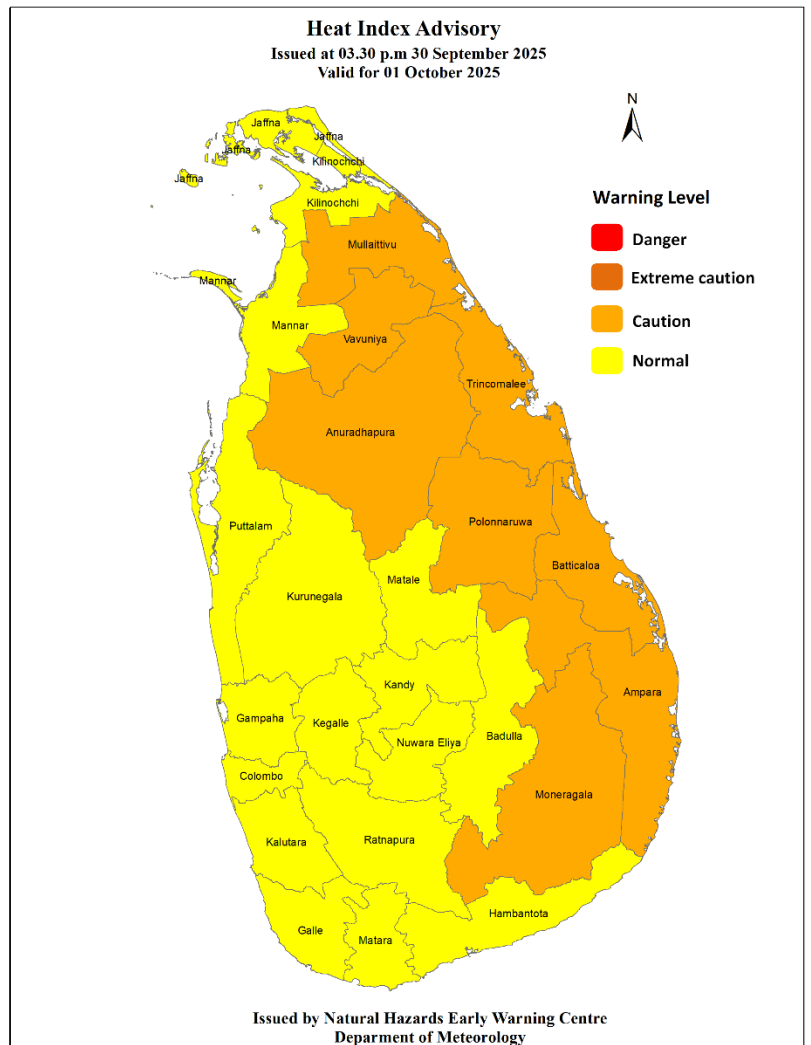 Heat Index Advisory
Issued at 03.30 p.m 30 September 2025
Valid for 01 October 2025
N
Warning Level
Danger
Extreme caution
Caution
Normal
Jaffna
Jaffna
Jaffna
Jaffna
Kilinochchi
Kilinochchi
Mullaittivu
Mannar
Mannar
Vavuniya
Trincomalee
Anuradhapura
Puttalam
Polonnaruwa
Batticaloa
Matale
Kurunegala
Kandy
Ampara
Gampaha
Kegalle
Nuwara Eliya
Badulla
Colombo
Moneragala
Kalutara
Ratnapura
Hambantota
Galle
Matara
Issued by Natural Hazards Early Warning Centre
Deparment of Meteorology